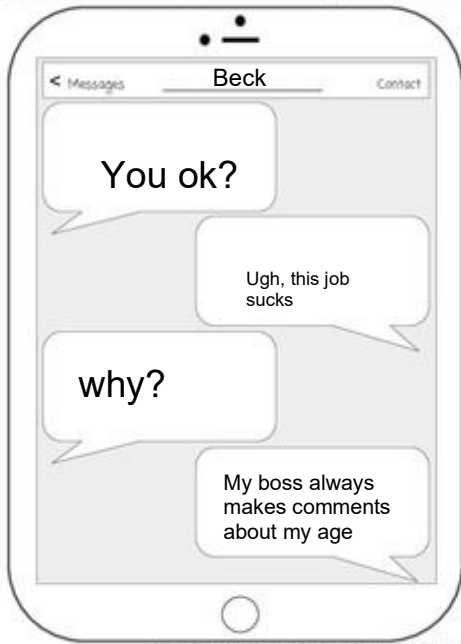 < Messages Beck Contact
You ok?
Ugh, this job
sucks
why?
My boss always
makes comments
about my age